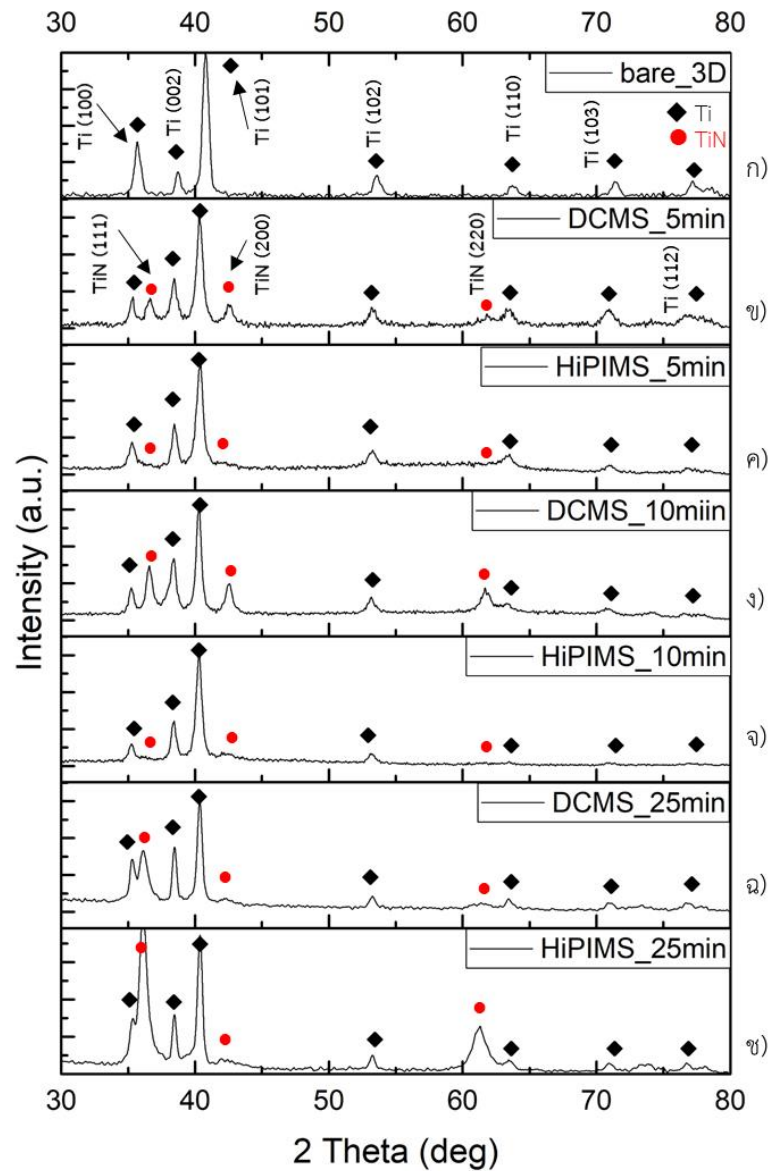 30 40 50 60 70 80
bare_3D
Ti (100)
Ti (002)
Ti (101)
Ti (102)
Ti (110)
Ti (103)
Ti
TiN
ก)
DCMS_5min
TiN (111)
TiN (200)
TiN (220)
Ti (112)
ข)
HiPIMS_5min
ค)
DCMS_10miin
ง)
HiPIMS_10min
จ)
DCMS_25min
ฉ)
HiPIMS_25min
ช)
Intensity (a.u.)
30 40 50 60 70 80
2 Theta (deg)